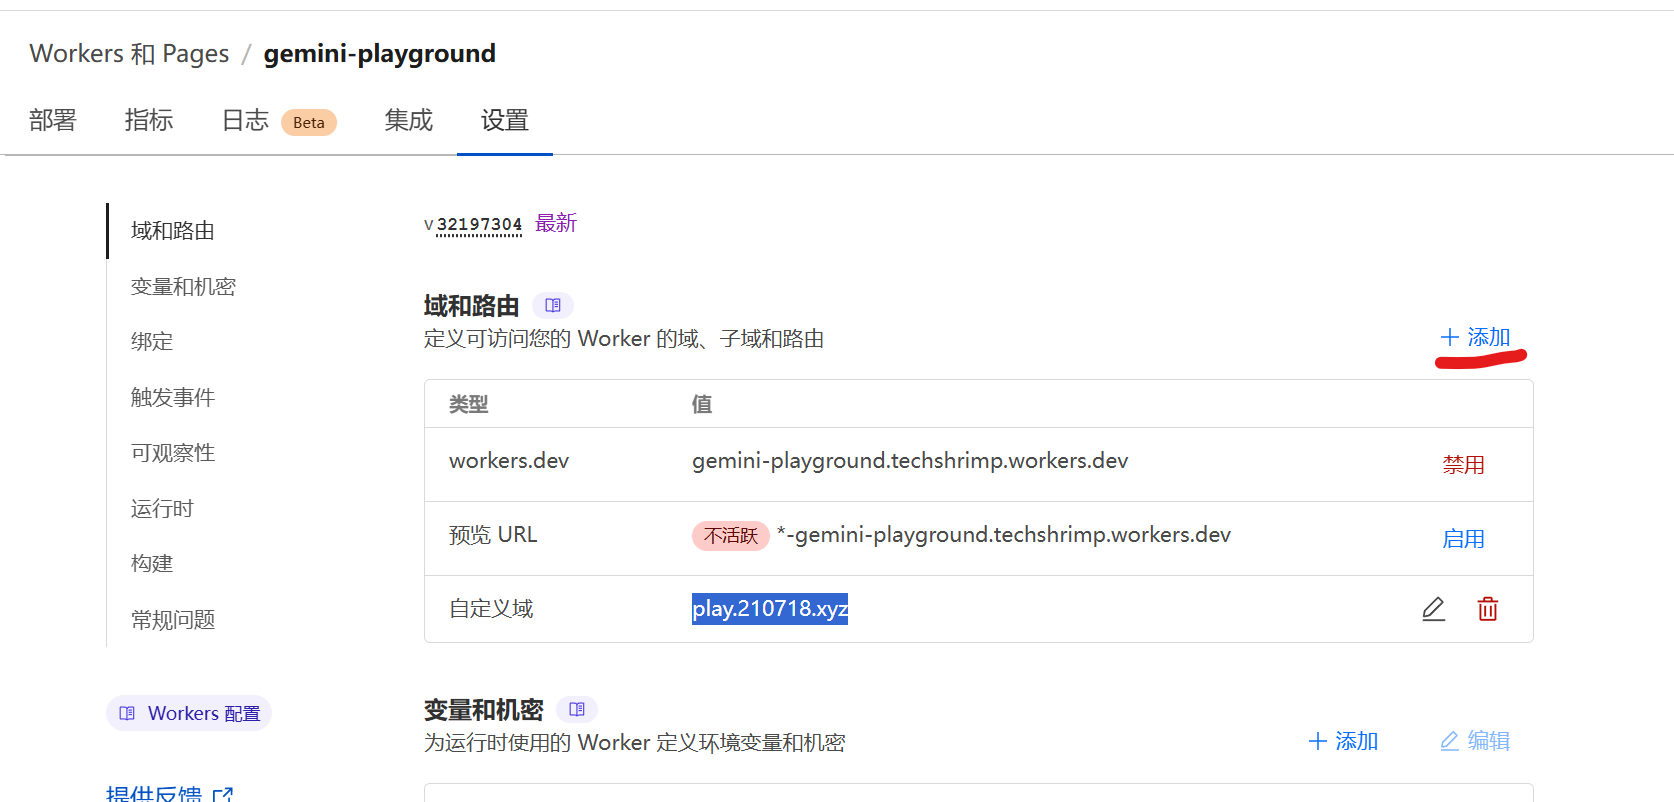 Workers 和 Pages / gemini-playground
部署 指标 日志 Beta 集成 设置
域和路由
变量和机密
绑定
触发事件
可观察性
运行时
构建
常规问题
Workers 配置
提供反馈
v 32197304 最新
域和路由
定义可访问您的 Worker 的域、子域和路由
添加
类型 值
workers.dev gemini-playground.techshrimp.workers.dev 禁用
预览 URL 不活跃 *-gemini-playground.techshrimp.workers.dev 启用
自定义域 play.210718.xyz
变量和机密
为运行时使用的 Worker 定义环境变量和机密
添加 编辑